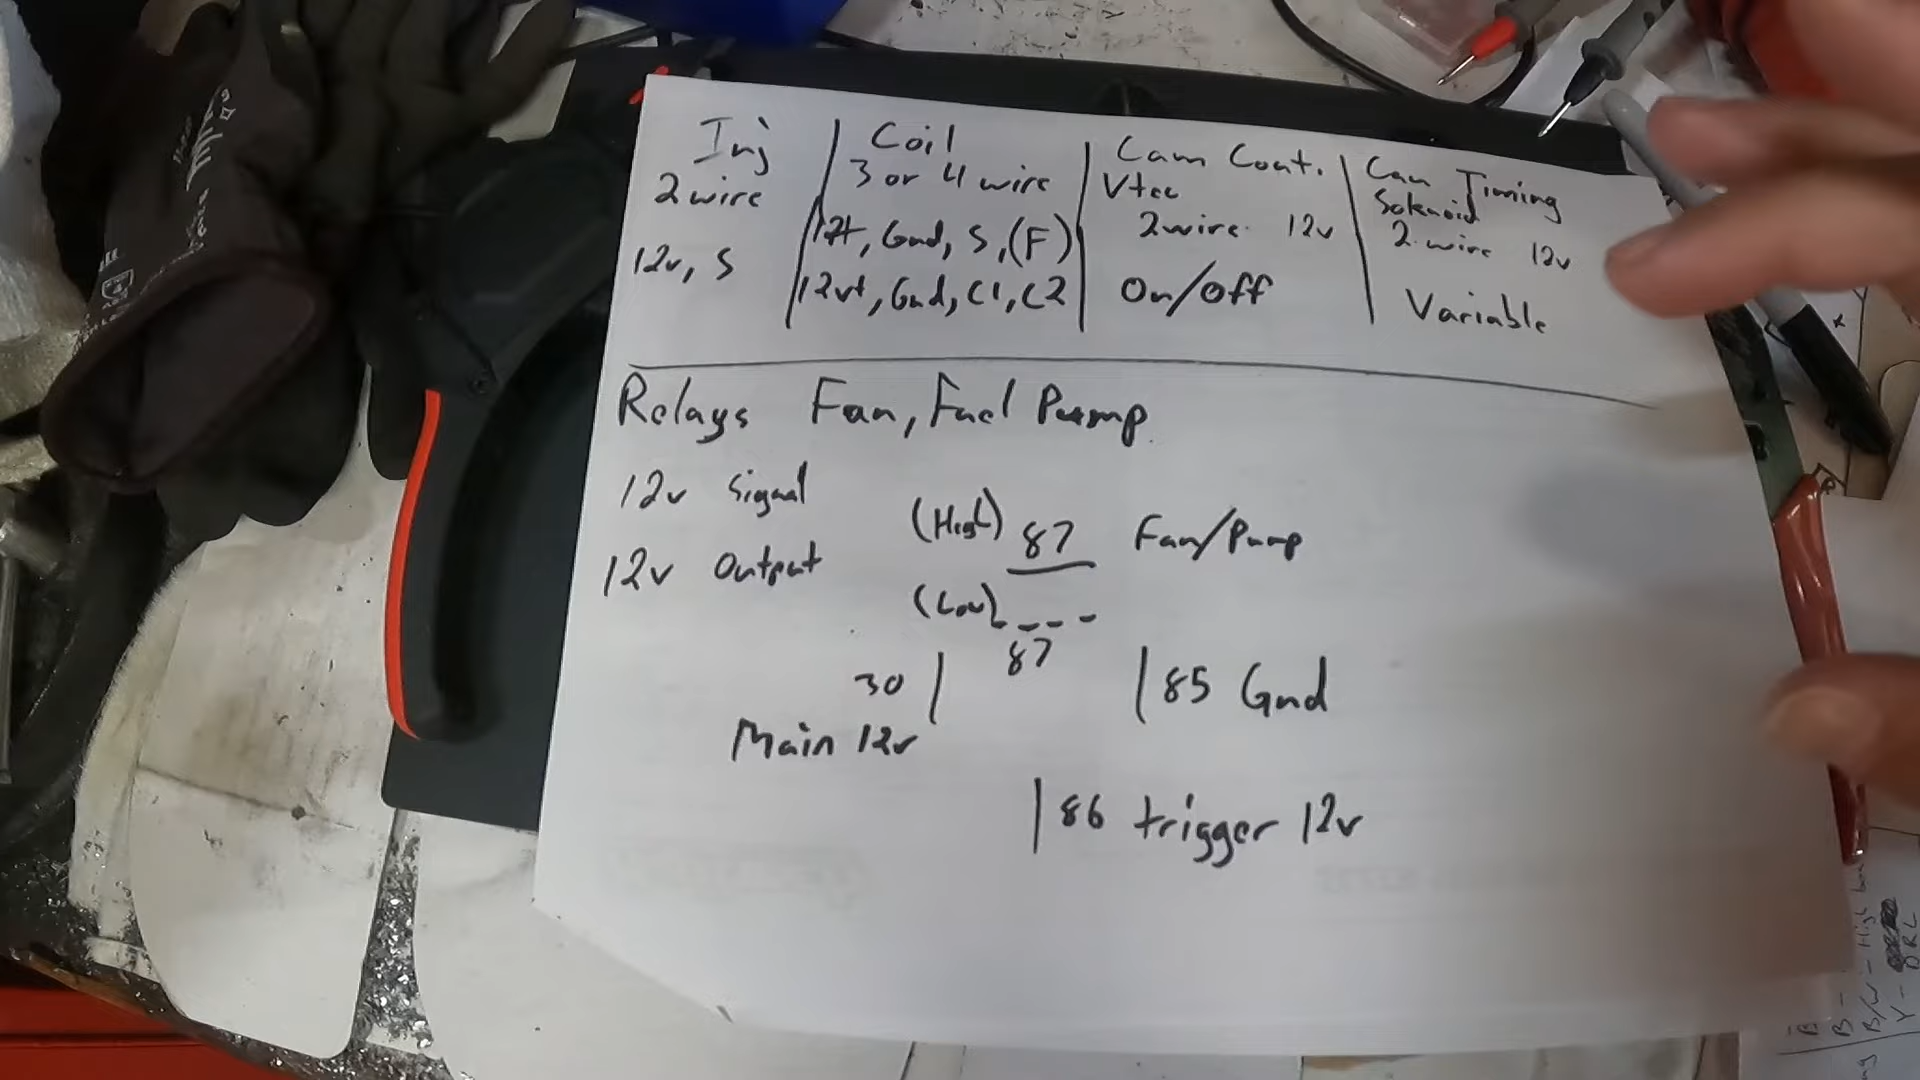 Inj
2 wire
12v, S
Coil
3 or 4 wire
12+, Gnd, S, (F)
12v+, Gnd, C1, C2
Cam Cont.
Vtec
2 wire 12v
On/Off
Cam Timing
Solenoid
2 wire 12v
Variable
Relays Fan, Fuel Pump
12v Signal
12v Output
(High) 87 Fan/Pump
(Low)
87
30
85 Gnd
Main 12v
86 trigger 12v